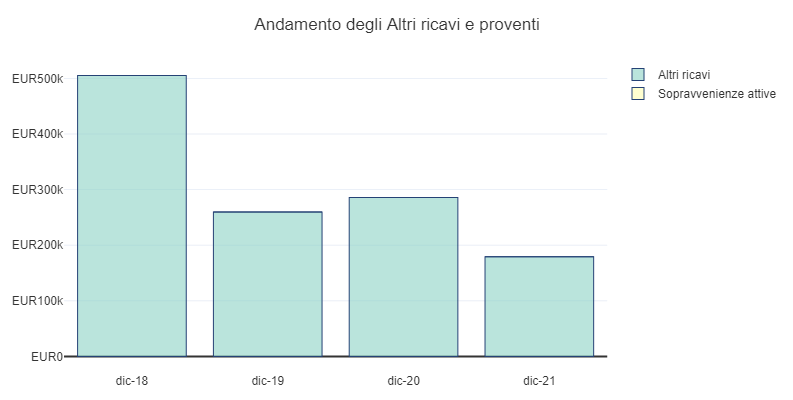 Andamento degli Altri ricavi e proventi
Altri ricavi
Sopravvenienze attive
EUR500k
EUR400k
EUR300k
EUR200k
EUR100k
EUR0
dic-18 dic-19 dic-20 dic-21